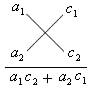 a₁ c₁
a₂ c₂
a₁c₂ + a₂c₁